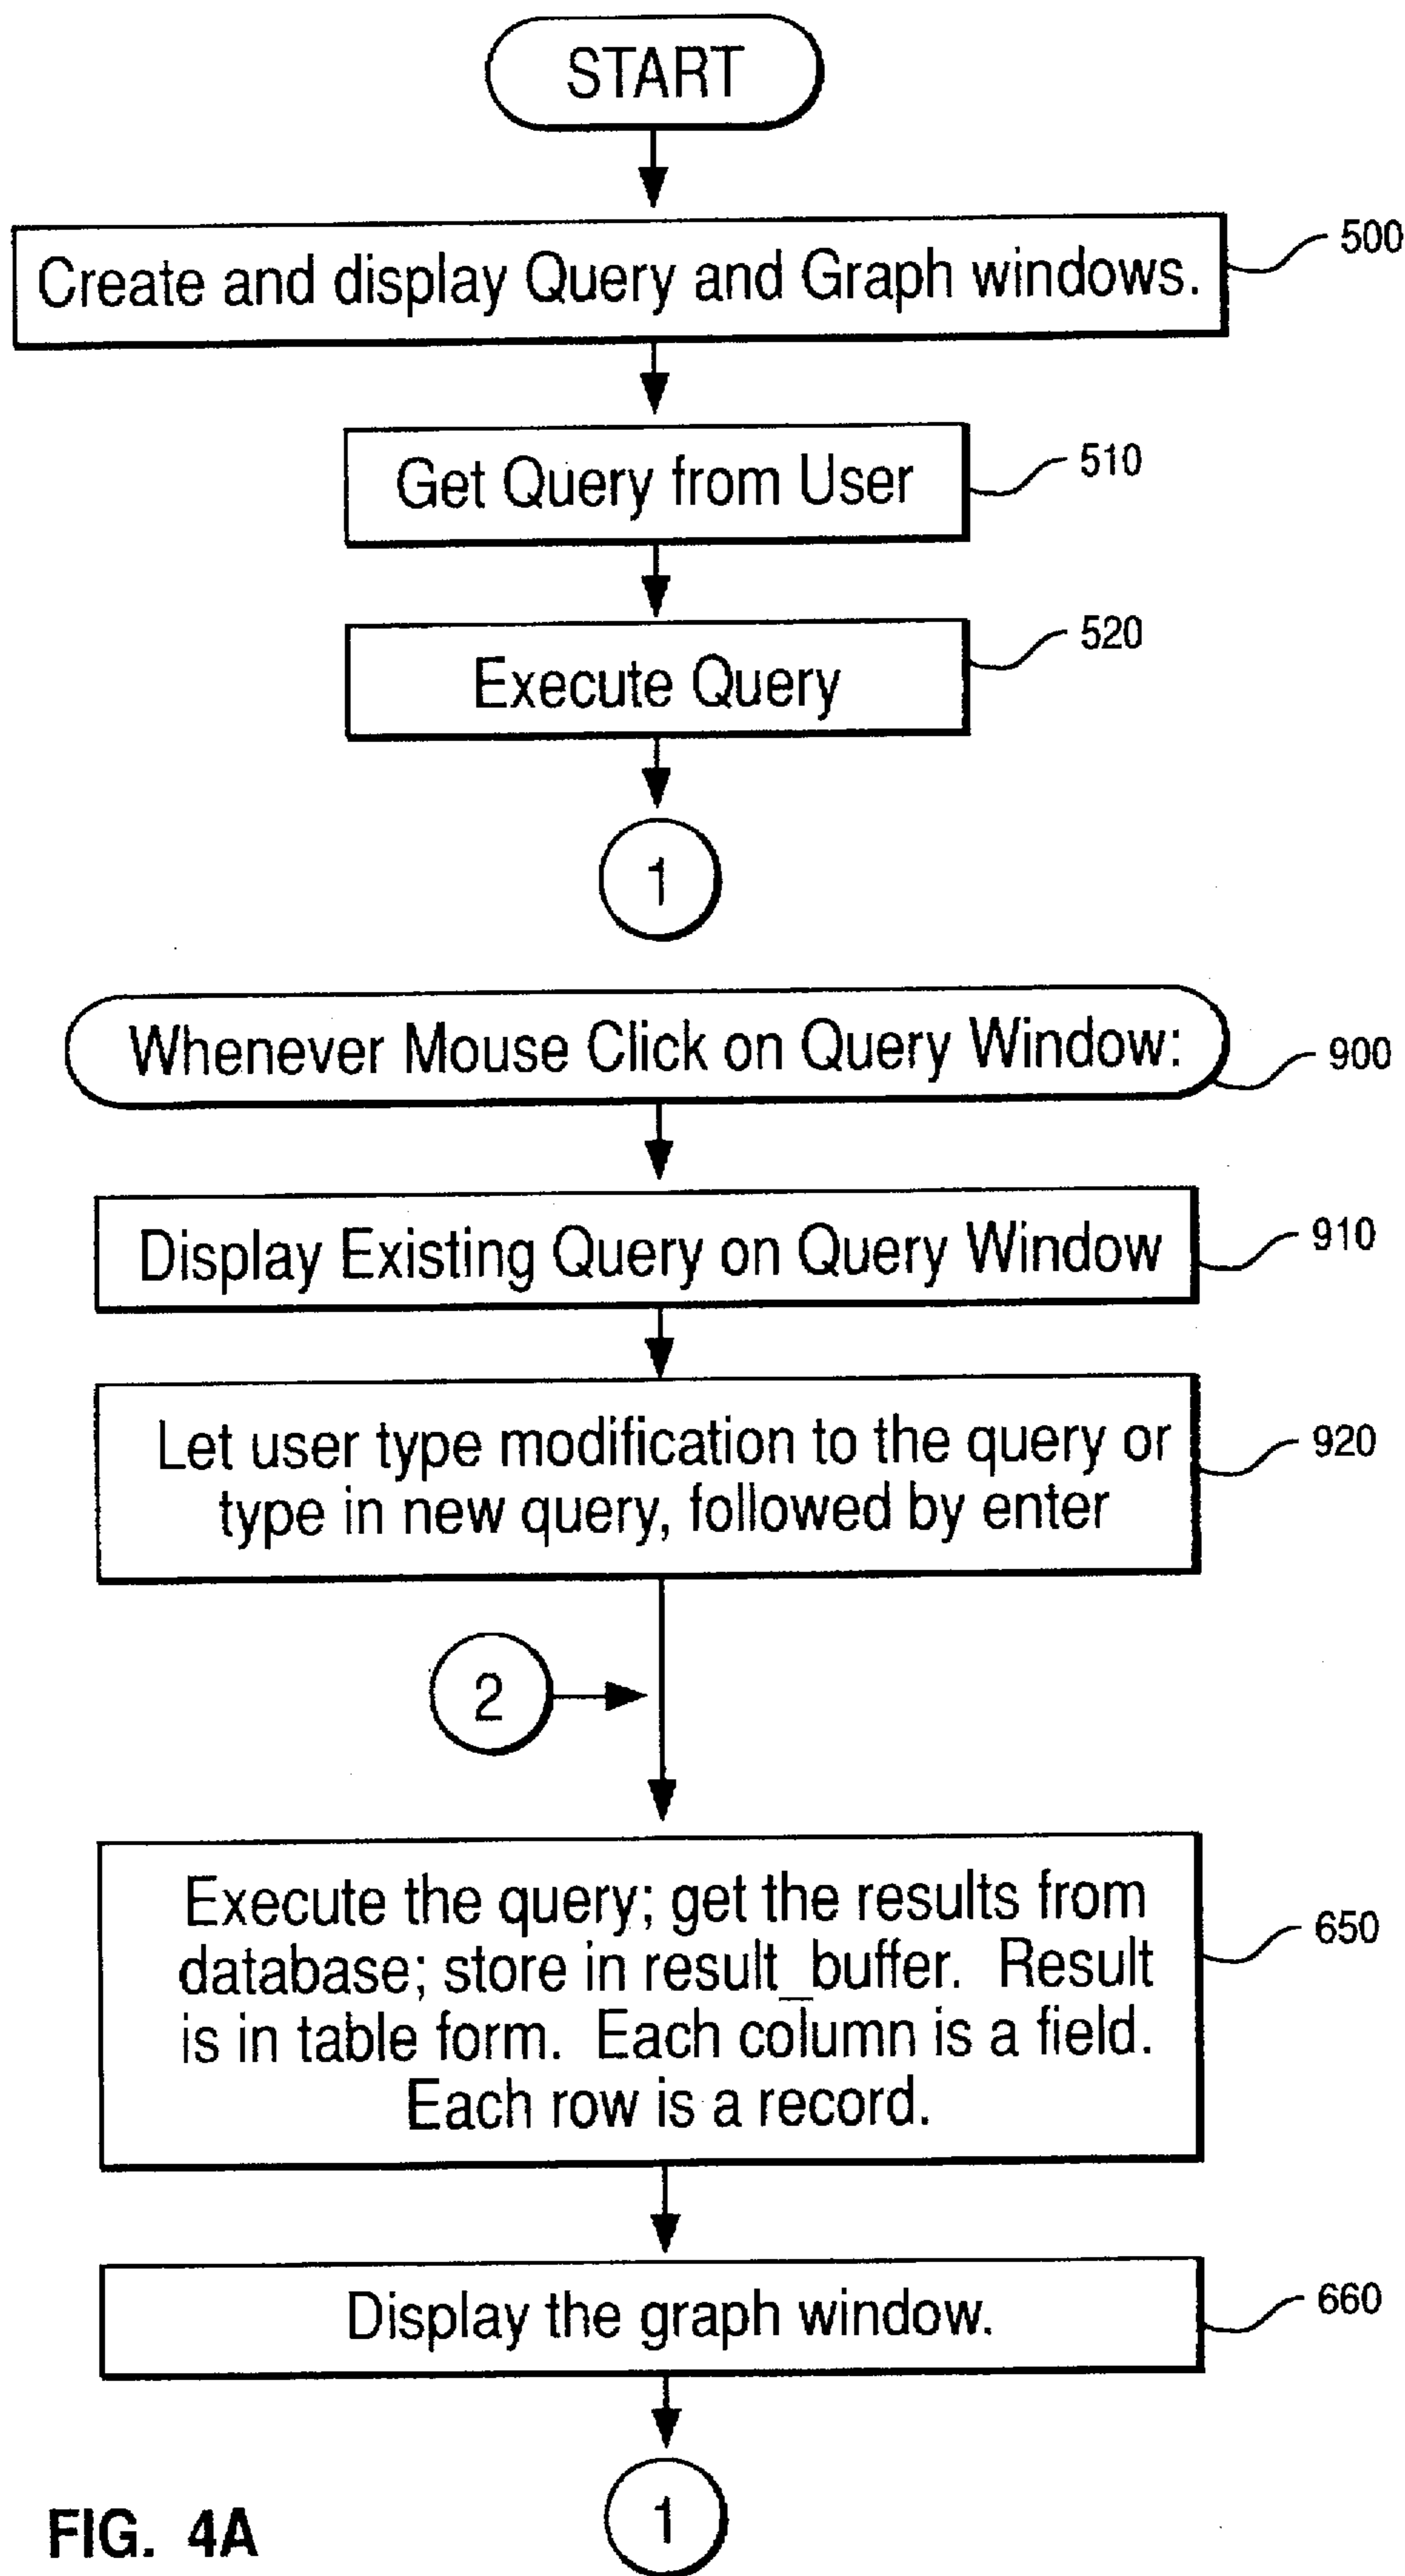 START
Create and display Query and Graph windows.
500
Get Query from User
510
Execute Query
520
1
Whenever Mouse Click on Query Window:
900
Display Existing Query on Query Window
910
Let user type modification to the query or
type in new query, followed by enter
920
2
Execute the query; get the results from
database; store in result_buffer. Result
is in table form. Each column is a field.
Each row is a record.
650
Display the graph window.
660
1
FIG. 4A